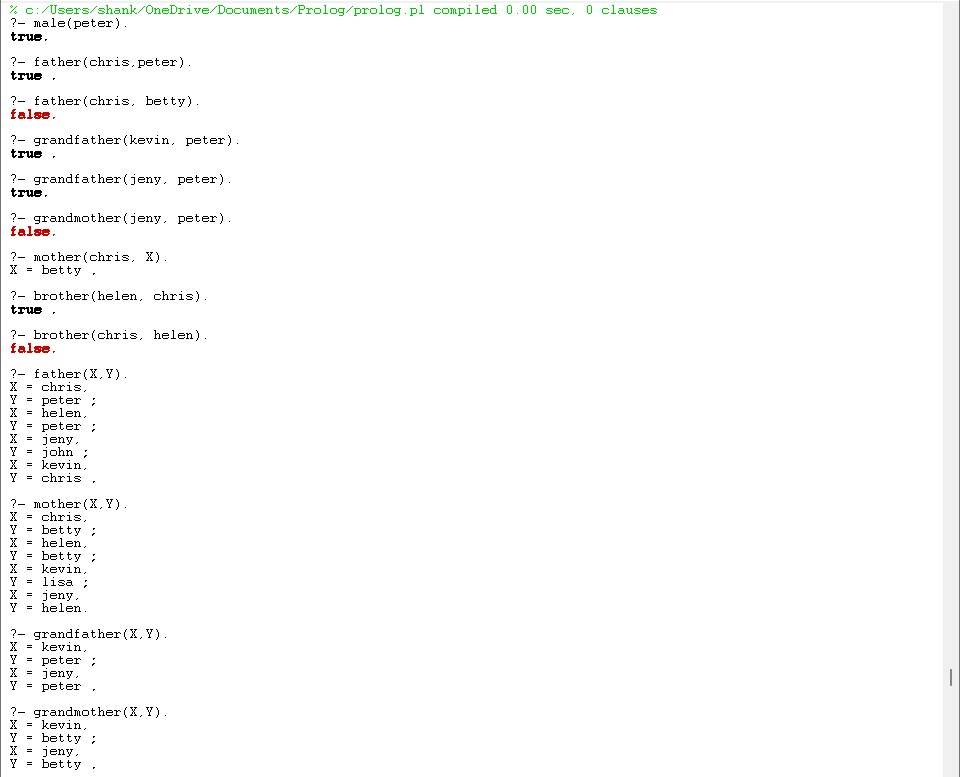 % c:/Users/shank/OneDrive/Documents/Prolog/prolog.pl compiled 0.00 sec, 0 clauses
?- male(peter).
true.
?- father(chris,peter).
true .
?- father(chris, betty).
false.
?- grandfather(kevin, peter).
true .
?- grandfather(jeny, peter).
true.
?- grandmother(jeny, peter).
false.
?- mother(chris, X).
X = betty .
?- brother(helen, chris).
true .
?- brother(chris, helen).
false.
?- father(X,Y).
X = chris,
Y = peter ;
X = helen,
Y = peter ;
X = jeny,
Y = john ;
X = kevin,
Y = chris .
?- mother(X,Y).
X = chris,
Y = betty ;
X = helen,
Y = betty ;
X = kevin,
Y = lisa ;
X = jeny,
Y = helen.
?- grandfather(X,Y).
X = kevin,
Y = peter ;
X = jeny,
Y = peter .
?- grandmother(X,Y).
X = kevin,
Y = betty ;
X = jeny,
Y = betty .